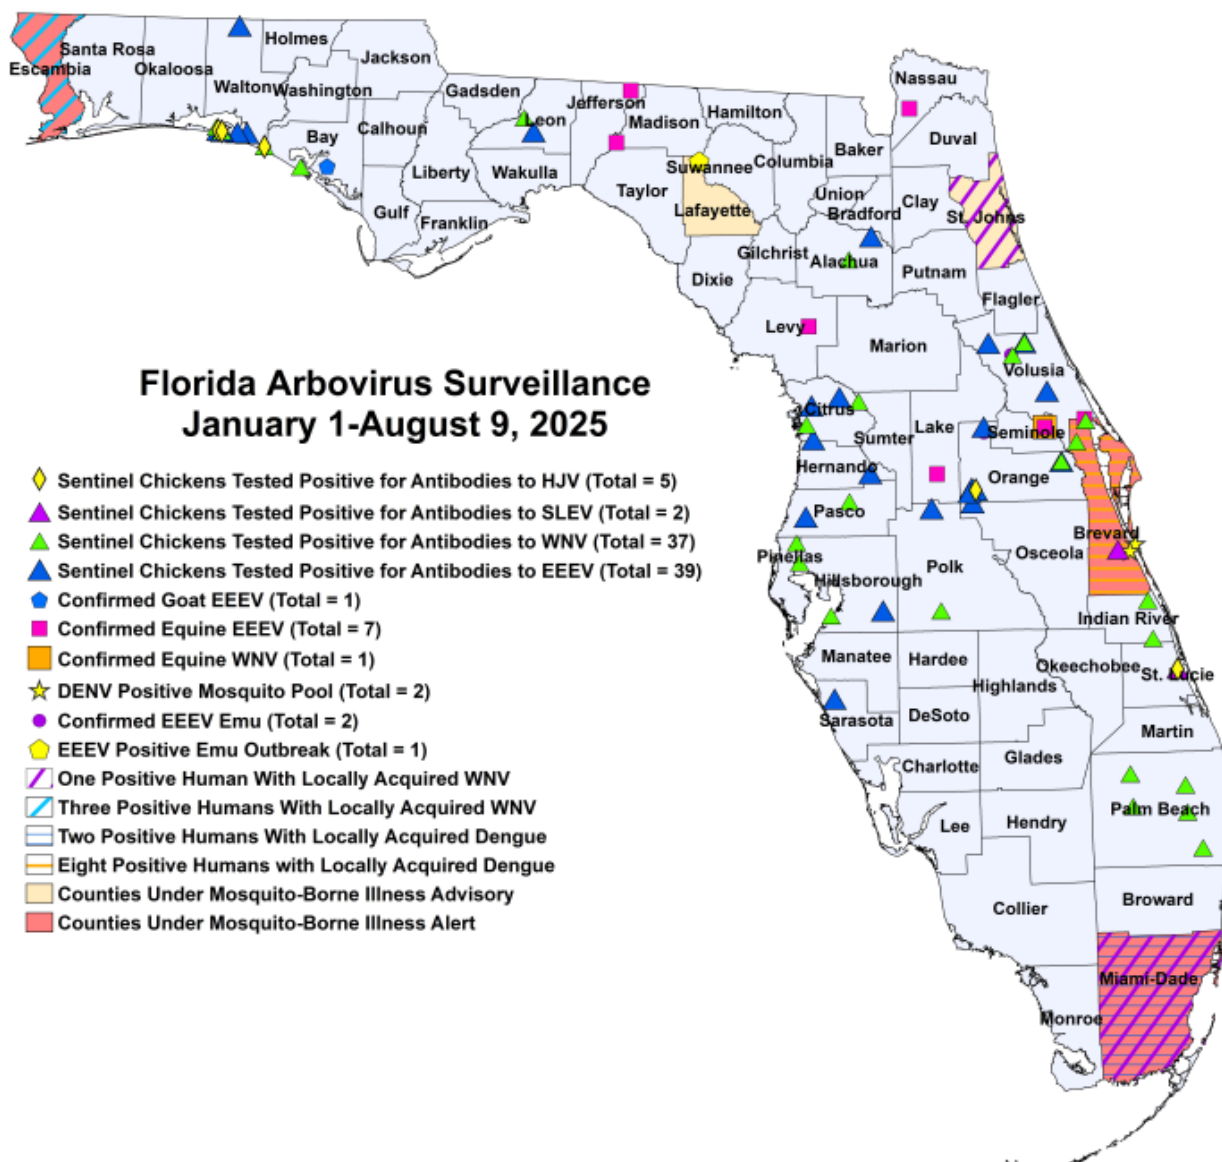 Holmes
Santa Rosa
Jackson
Escambia
Okaloosa
Walton
Washington
Gadsden
Jefferson
Leon
Madison
Hamilton
Nassau
Duval
Bay
Calhoun
Liberty
Wakulla
Taylor
Suwannee
Columbia
Baker
Union
Bradford
Clay
St. Johns
Lafayette
Gulf
Franklin
Gilchrist
Alachua
Putnam
Dixie
Flagler
Levy
Marion
Volusia
Florida Arbovirus Surveillance
January 1-August 9, 2025
Citrus
Sumter
Lake
Seminole
Hernando
Orange
Pasco
Brevard
Osceola
Pinellas
Hillsborough
Polk
Indian River
Manatee
Hardee
Okeechobee
St. Lucie
Highlands
Sarasota
DeSoto
Martin
Charlotte
Glades
Palm Beach
Lee
Hendry
Broward
Collier
Miami-Dade
Monroe
Sentinel Chickens Tested Positive for Antibodies to HJV (Total = 5)
Sentinel Chickens Tested Positive for Antibodies to SLEV (Total = 2)
Sentinel Chickens Tested Positive for Antibodies to WNV (Total = 37)
Sentinel Chickens Tested Positive for Antibodies to EEEV (Total = 39)
Confirmed Goat EEEV (Total = 1)
Confirmed Equine EEEV (Total = 7)
Confirmed Equine WNV (Total = 1)
DENV Positive Mosquito Pool (Total = 2)
Confirmed EEEV Emu (Total = 2)
EEEV Positive Emu Outbreak (Total = 1)
One Positive Human With Locally Acquired WNV
Three Positive Humans With Locally Acquired WNV
Two Positive Humans With Locally Acquired Dengue
Eight Positive Humans with Locally Acquired Dengue
Counties Under Mosquito-Borne Illness Advisory
Counties Under Mosquito-Borne Illness Alert